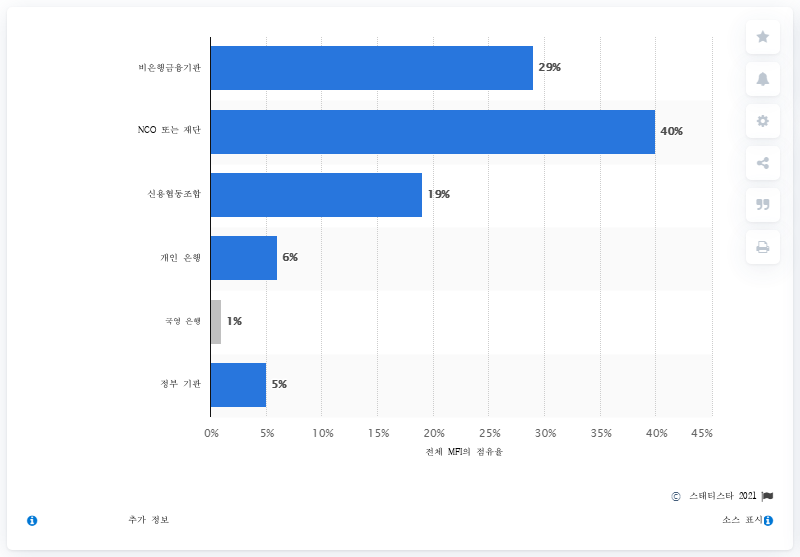 비은행금융기관
29%
NCO 또는 재단
40%
신용협동조합
19%
개인 은행
6%
국영 은행
1%
정부 기관
5%
0% 5% 10% 15% 20% 25% 30% 35% 40% 45%
전체 MFI의 점유율
© 스태티스타 2021
추가 정보
소스 표시